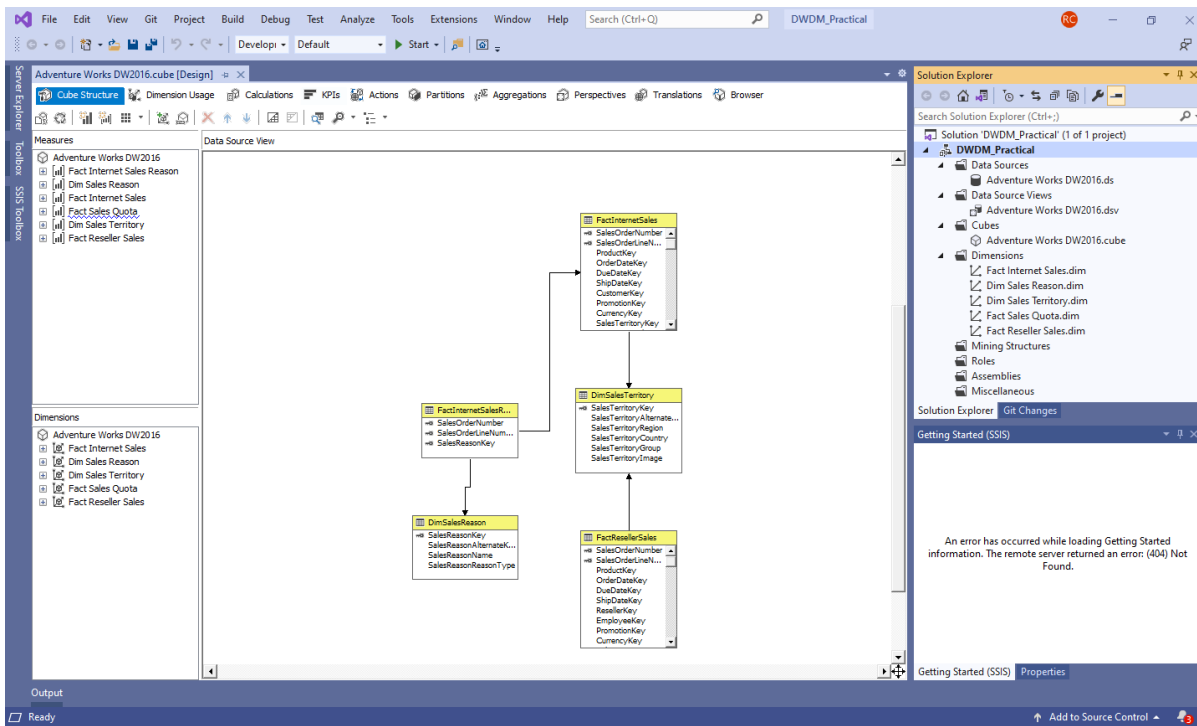 File Edit View Git Project Build Debug Test Analyze Tools Extensions Window Help Search (Ctrl+Q) DWDM_Practical RC
Developı Default Start
Server Explorer
Toolbox
SSIS Toolbox
Adventure Works DW2016.cube [Design]
Cube Structure Dimension Usage Calculations KPIs Actions Partitions Aggregations Perspectives Translations Browser
Measures
Adventure Works DW2016
Fact Internet Sales Reason
Dim Sales Reason
Fact Internet Sales
Fact Sales Quota
Dim Sales Territory
Fact Reseller Sales
Dimensions
Adventure Works DW2016
Fact Internet Sales
Dim Sales Reason
Dim Sales Territory
Fact Sales Quota
Fact Reseller Sales
Data Source View
FactInternetSales
SalesOrderNumber
SalesOrderLineN...
ProductKey
OrderDateKey
DueDateKey
ShipDateKey
CustomerKey
PromotionKey
CurrencyKey
SalesTerritoryKey
FactInternetSalesR...
SalesOrderNumber
SalesOrderLineNum...
SalesReasonKey
DimSalesTerritory
SalesTerritoryKey
SalesTerritoryAlternate...
SalesTerritoryRegion
SalesTerritoryCountry
SalesTerritoryGroup
SalesTerritoryImage
DimSalesReason
SalesReasonKey
SalesReasonAlternateK...
SalesReasonName
SalesReasonReasonType
FactResellerSales
SalesOrderNumber
SalesOrderLineN...
ProductKey
OrderDateKey
DueDateKey
ShipDateKey
ResellerKey
EmployeeKey
PromotionKey
CurrencyKey
Solution Explorer
Search Solution Explorer (Ctrl+;)
Solution 'DWDM_Practical' (1 of 1 project)
DWDM_Practical
Data Sources
Adventure Works DW2016.ds
Data Source Views
Adventure Works DW2016.dsv
Cubes
Adventure Works DW2016.cube
Dimensions
Fact Internet Sales.dim
Dim Sales Reason.dim
Dim Sales Territory.dim
Fact Sales Quota.dim
Fact Reseller Sales.dim
Mining Structures
Roles
Assemblies
Miscellaneous
Solution Explorer Git Changes
Getting Started (SSIS)
An error has occurred while loading Getting Started
information. The remote server returned an error: (404) Not
Found.
Getting Started (SSIS) Properties
Output
Ready Add to Source Control 3